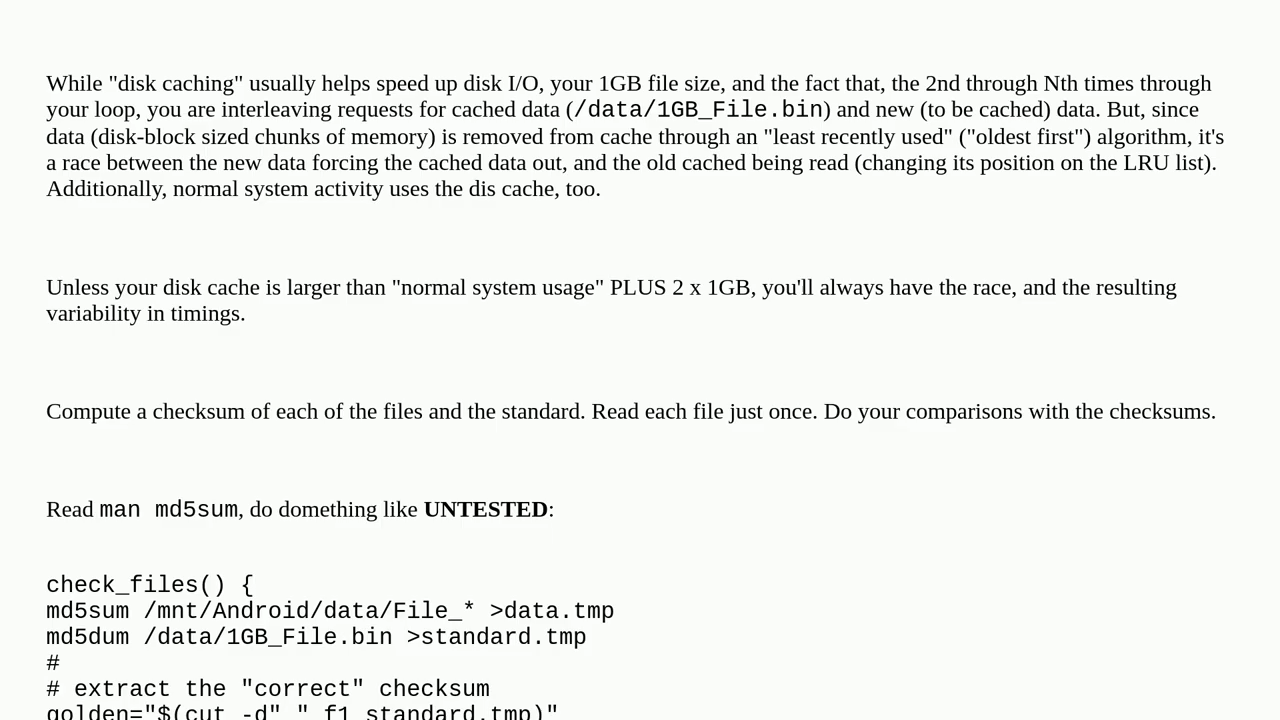 While "disk caching" usually helps speed up disk I/O, your 1GB file size, and the fact that, the 2nd through Nth times through
your loop, you are interleaving requests for cached data (/data/1GB_File.bin) and new (to be cached) data. But, since
data (disk-block sized chunks of memory) is removed from cache through an "least recently used" ("oldest first") algorithm, it's
a race between the new data forcing the cached data out, and the old cached being read (changing its position on the LRU list).
Additionally, normal system activity uses the dis cache, too.
Unless your disk cache is larger than "normal system usage" PLUS 2 x 1GB, you'll always have the race, and the resulting
variability in timings.
Compute a checksum of each of the files and the standard. Read each file just once. Do your comparisons with the checksums.
Read man md5sum, do domething like UNTESTED:
check_files() {
md5sum /mnt/Android/data/File_* >data.tmp
md5dum /data/1GB_File.bin >standard.tmp
#
# extract the "correct" checksum
golden="$(cut -d" " f1 standard.tmp)"